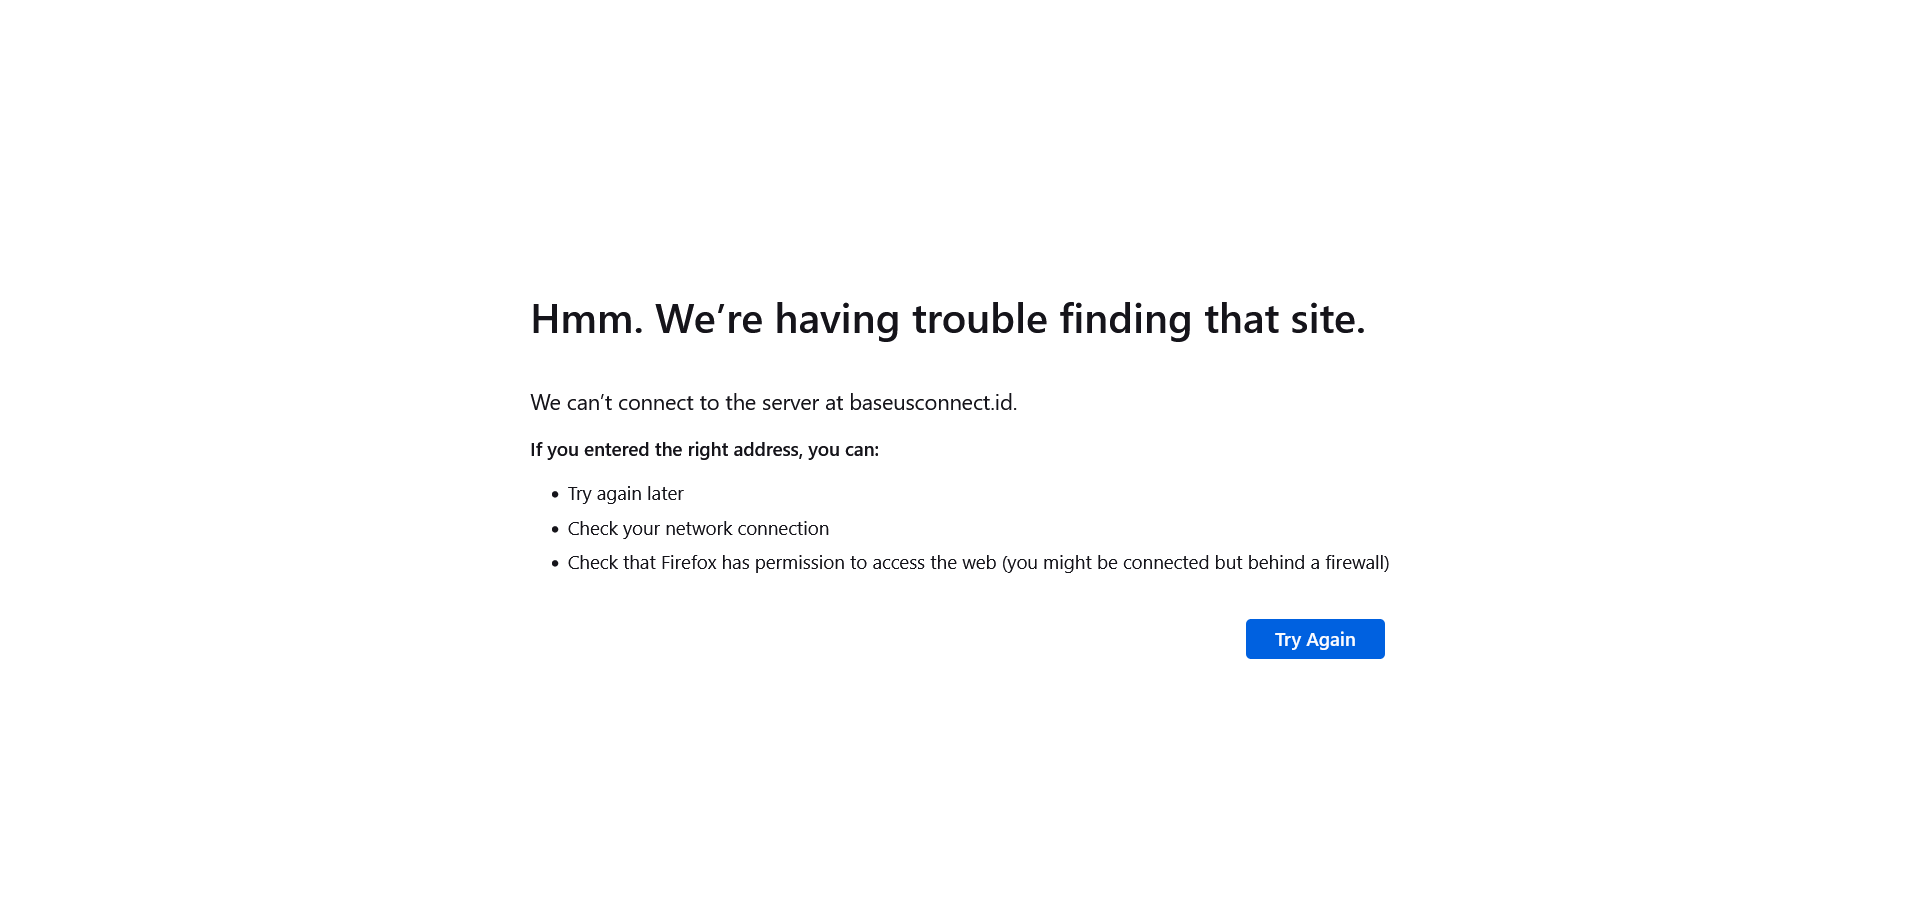 Hmm. We’re having trouble finding that site.
We can’t connect to the server at baseusconnect.id.
If you entered the right address, you can:
• Try again later
• Check your network connection
• Check that Firefox has permission to access the web (you might be connected but behind a firewall)
Try Again